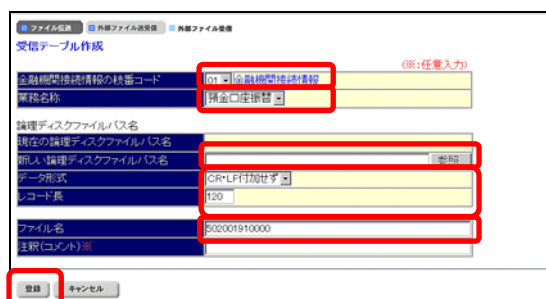 ファイル伝送 外部ファイル送受信 外部ファイル受信
受信テーブル作成
(※:任意入力)
金融機関接続情報の枝番コード 01 金融機関接続情報
業務名称 預金口座振替
論理ディスクファイルパス名
現在の論理ディスクファイルパス名
新しい論理ディスクファイルパス名 参照
データ形式 CR・LF付加せず
レコード長 120
ファイル名 502001910000
注釈(コメント)※
登録 キャンセル